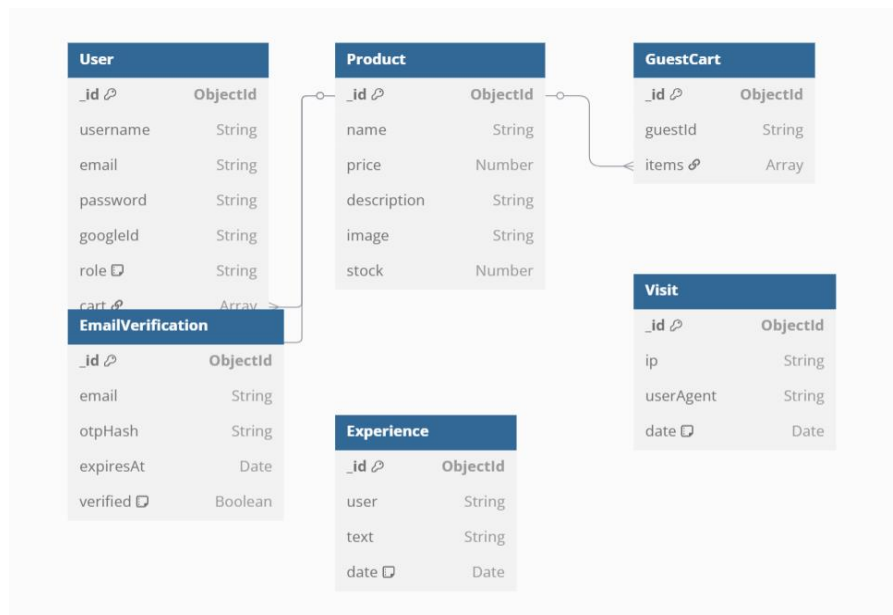 User
_id ObjectId
username String
email String
password String
googleId String
role String
cart Array
EmailVerification
_id ObjectId
email String
otpHash String
expiresAt Date
verified Boolean
Product
_id ObjectId
name String
price Number
description String
image String
stock Number
Experience
_id ObjectId
user String
text String
date Date
GuestCart
_id ObjectId
guestId String
items Array
Visit
_id ObjectId
ip String
userAgent String
date Date